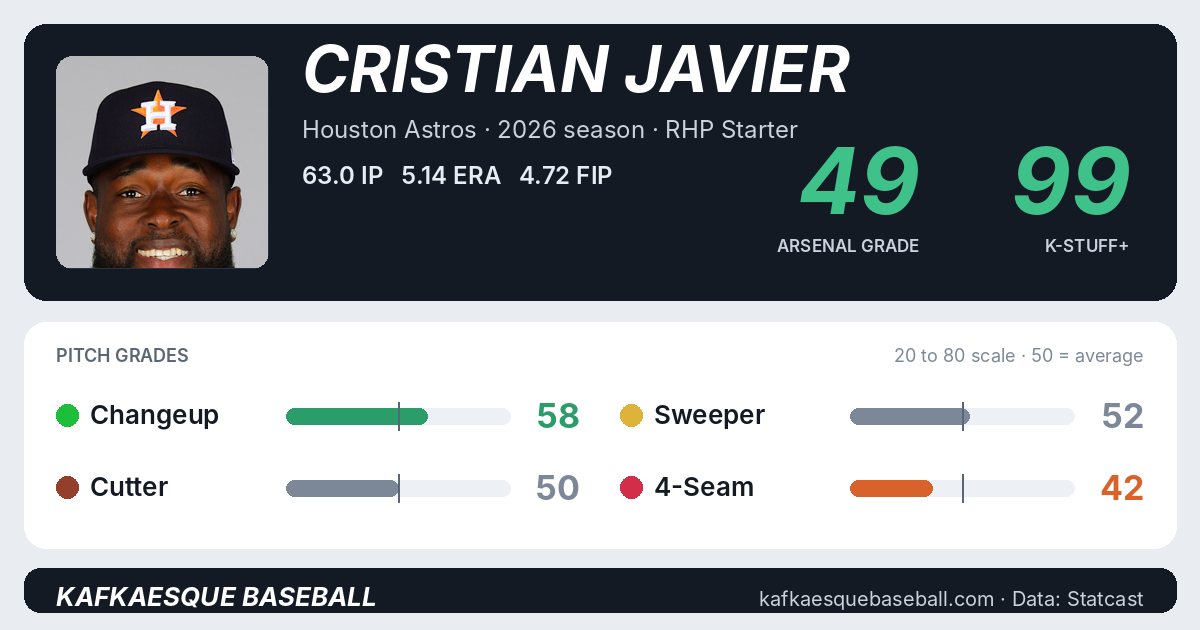 CRISTIAN JAVIER
Houston Astros · 2026 season · RHP Starter
63.0 IP 5.14 ERA 4.72 FIP
49 99
ARSENAL GRADE K-STUFF+
H
PITCH GRADES 20 to 80 scale · 50 = average
Changeup 58 Sweeper 52
Cutter 50 4-Seam 42
KAFKAESQUE BASEBALL kafkaesquebaseball.com · Data: Statcast